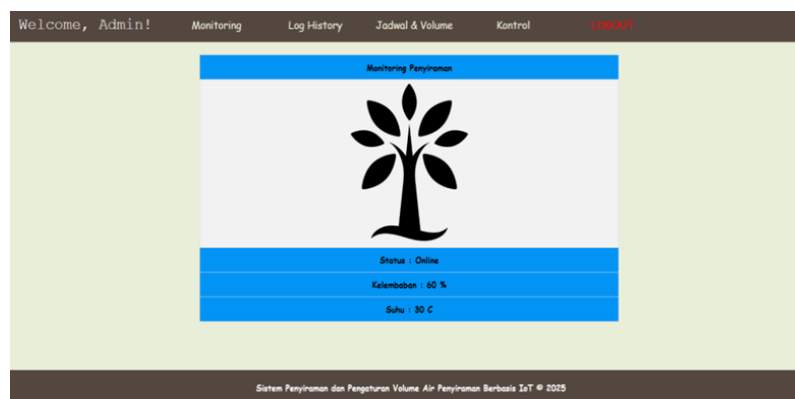 Welcome, Admin! Monitoring Log History Jadwal & Volume Kontrol LOGOUT
Monitoring Penyiraman
Status : Online
Kelembaban : 60 %
Suhu : 30 C
Sistem Penyiraman dan Pengaturan Volume Air Penyiraman Berbasis IoT © 2025